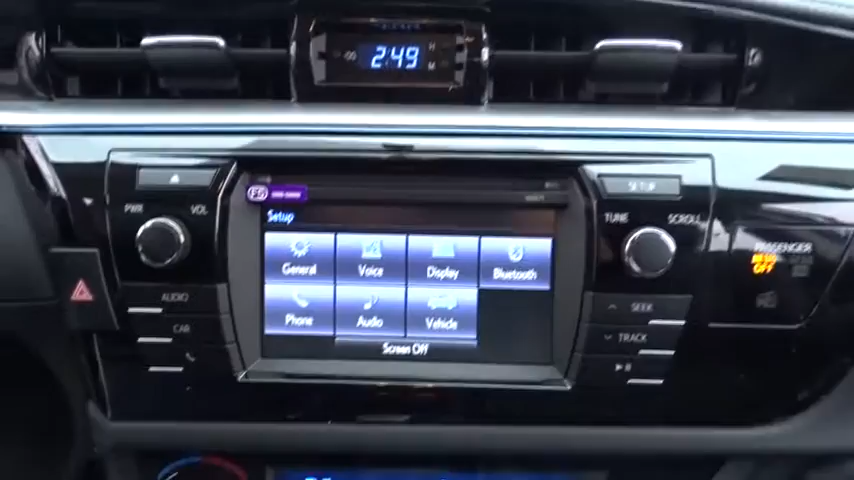 2:49
H
M
PWR
VOL
SETUP
TUNE
SCROLL
Setup
General
Voice
Display
Bluetooth
Phone
Audio
Vehicle
Screen Off
AUDIO
CAR
SEEK
TRACK
PASSENGER
OFF